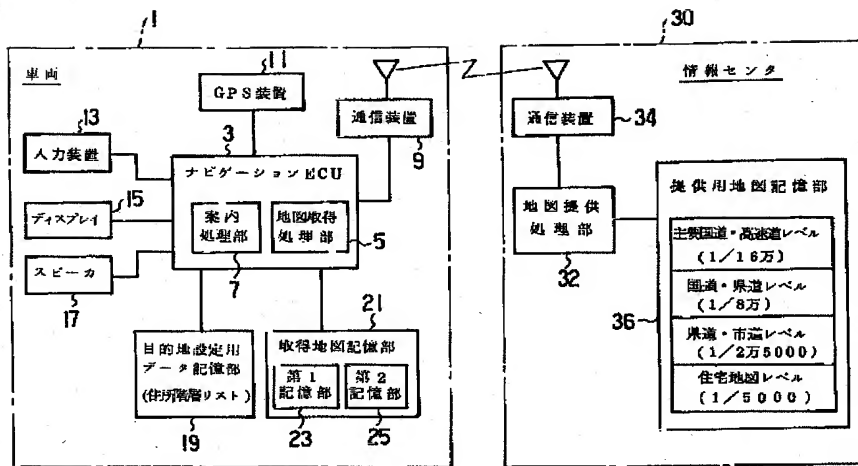 1
車両
11
GPS装置
通信装置
9
13
入力装置
3
ナビゲーションECU
案内
処理部
7
地図取得
処理部
5
15
ディスプレイ
スピーカ
17
目的地設定用
データ記憶部
(住所階層リスト)
19
21
取得地図記憶部
第1
記憶部
23
第2
記憶部
25
30
情報センタ
通信装置
34
地図提供
処理部
32
36
提供用地図記憶部
主要国道・高速道レベル
(1/16万)
国道・県道レベル
(1/8万)
県道・市道レベル
(1/2万5000)
住宅地図レベル
(1/5000)